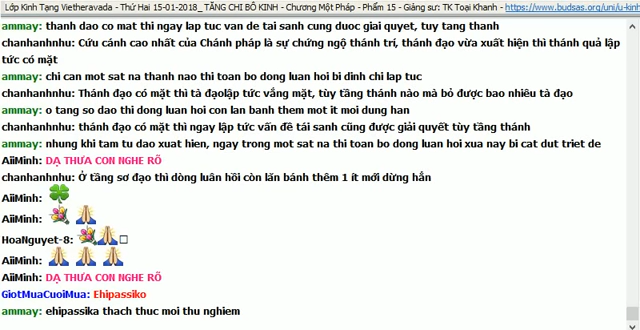 Lớp Kinh Tạng Vietheravada - Thứ Hai 15-01-2018_ TĂNG CHI BỘ KINH - Chương Một Pháp - Phẩm 15 - Giảng sư: TK Toại Khanh - https://www.budsas.org/uni/u-kinh
ammay: thanh dao co mat thi ngay lap tuc van de tai sanh cung duoc giai quyet, tuy tang thanh
chanhanhnhu: Cứu cánh cao nhất của Chánh pháp là sự chứng ngộ thánh trí, thánh đạo vừa xuất hiện thì thánh quả lập
tức có mặt
ammay: chi can mot sat na thanh nao thi toan bo dong luan hoi bi dinh chi lap tuc
chanhanhnhu: Thánh đạo có mặt thì tà đạolập tức vắng mặt, tùy tầng thánh nào mà bỏ được bao nhiêu tà đạo
ammay: o tang so dao thi dong luan hoi con lan banh them mot it moi dung han
chanhanhnhu: thánh đạo có mặt thì ngay lập tức vấn đề tái sanh cũng được giải quyết tùy tầng thánh
ammay: nhung khi tam tu dao xuat hien, ngay trong mot sat na thi toan bo dong luan hoi xua nay bi cat dut triet de
AiiMinh: DẠ THƯA CON NGHE RÕ
chanhanhnhu: Ở tầng sơ đạo thì dòng luân hồi còn lăn bánh thêm 1 ít mới dừng hẳn
AiiMinh:
AiiMinh:
HoaNguyet-8:
AiiMinh:
AiiMinh: DẠ THƯA CON NGHE RÕ
GiotMuaCuoiMua: Ehipassiko
ammay: ehipassika thach thuc moi thu nghiem